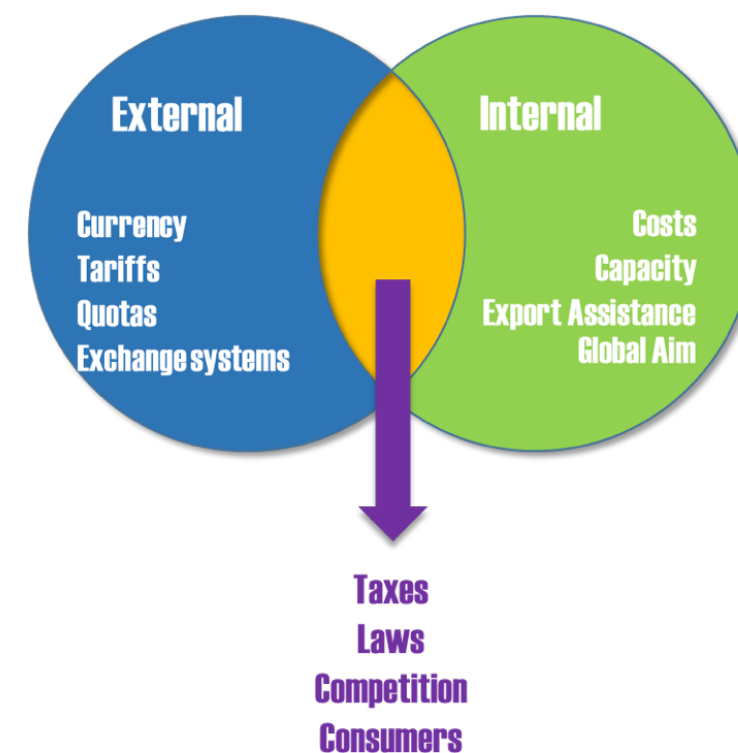 External
Currency
Tariffs
Quotas
Exchange systems
Internal
Costs
Capacity
Export Assistance
Global Aim
Taxes
Laws
Competition
Consumers